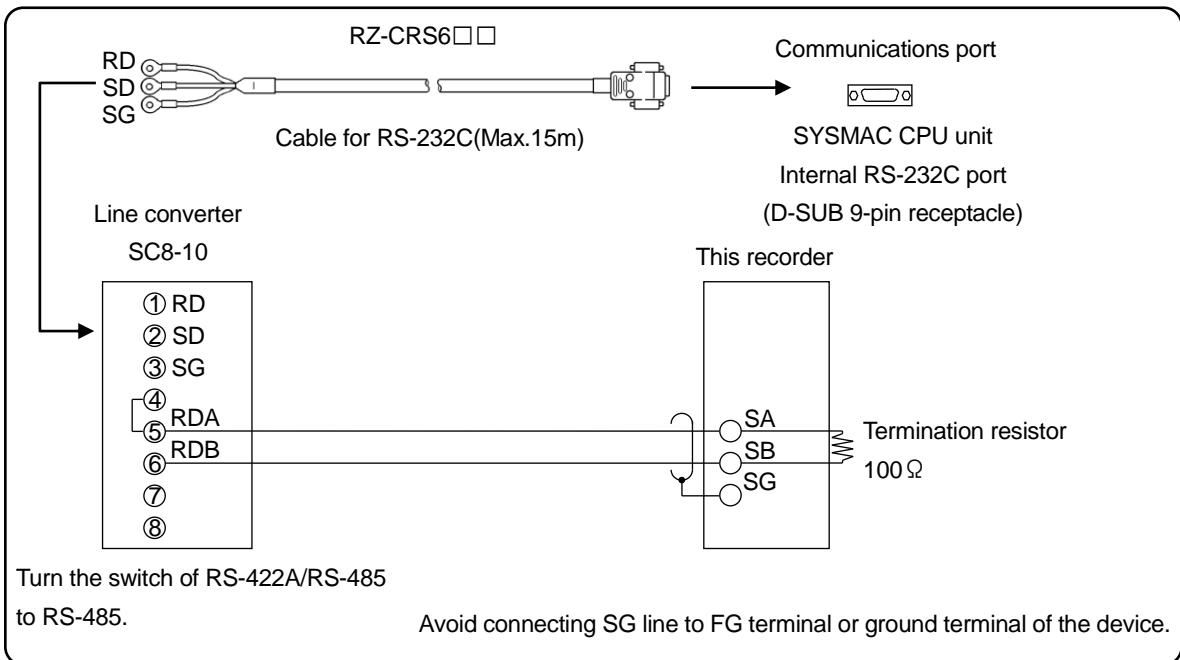 RZ-CRS6□□
RD
SD
SG
Cable for RS-232C(Max.15m)
Communications port
SYSMAC CPU unit
Internal RS-232C port
(D-SUB 9-pin receptacle)
Line converter
SC8-10
This recorder
① RD
② SD
③ SG
④
⑤ RDA
⑥ RDB
⑦
⑧
SA
SB
SG
Termination resistor
100Ω
Turn the switch of RS-422A/RS-485
to RS-485.
Avoid connecting SG line to FG terminal or ground terminal of the device.